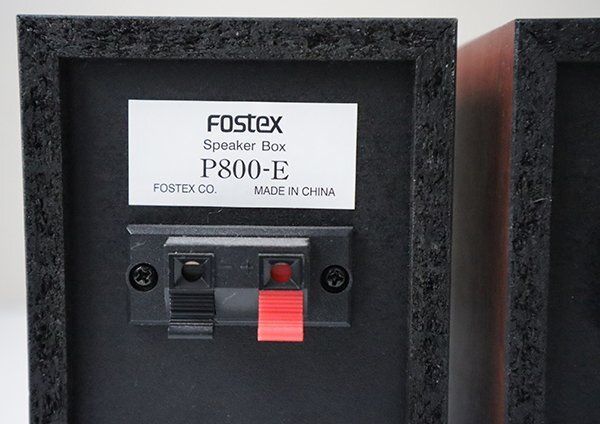 FOSTEX
Speaker Box
P800-E
FOSTEX CO. MADE IN CHINA
- +